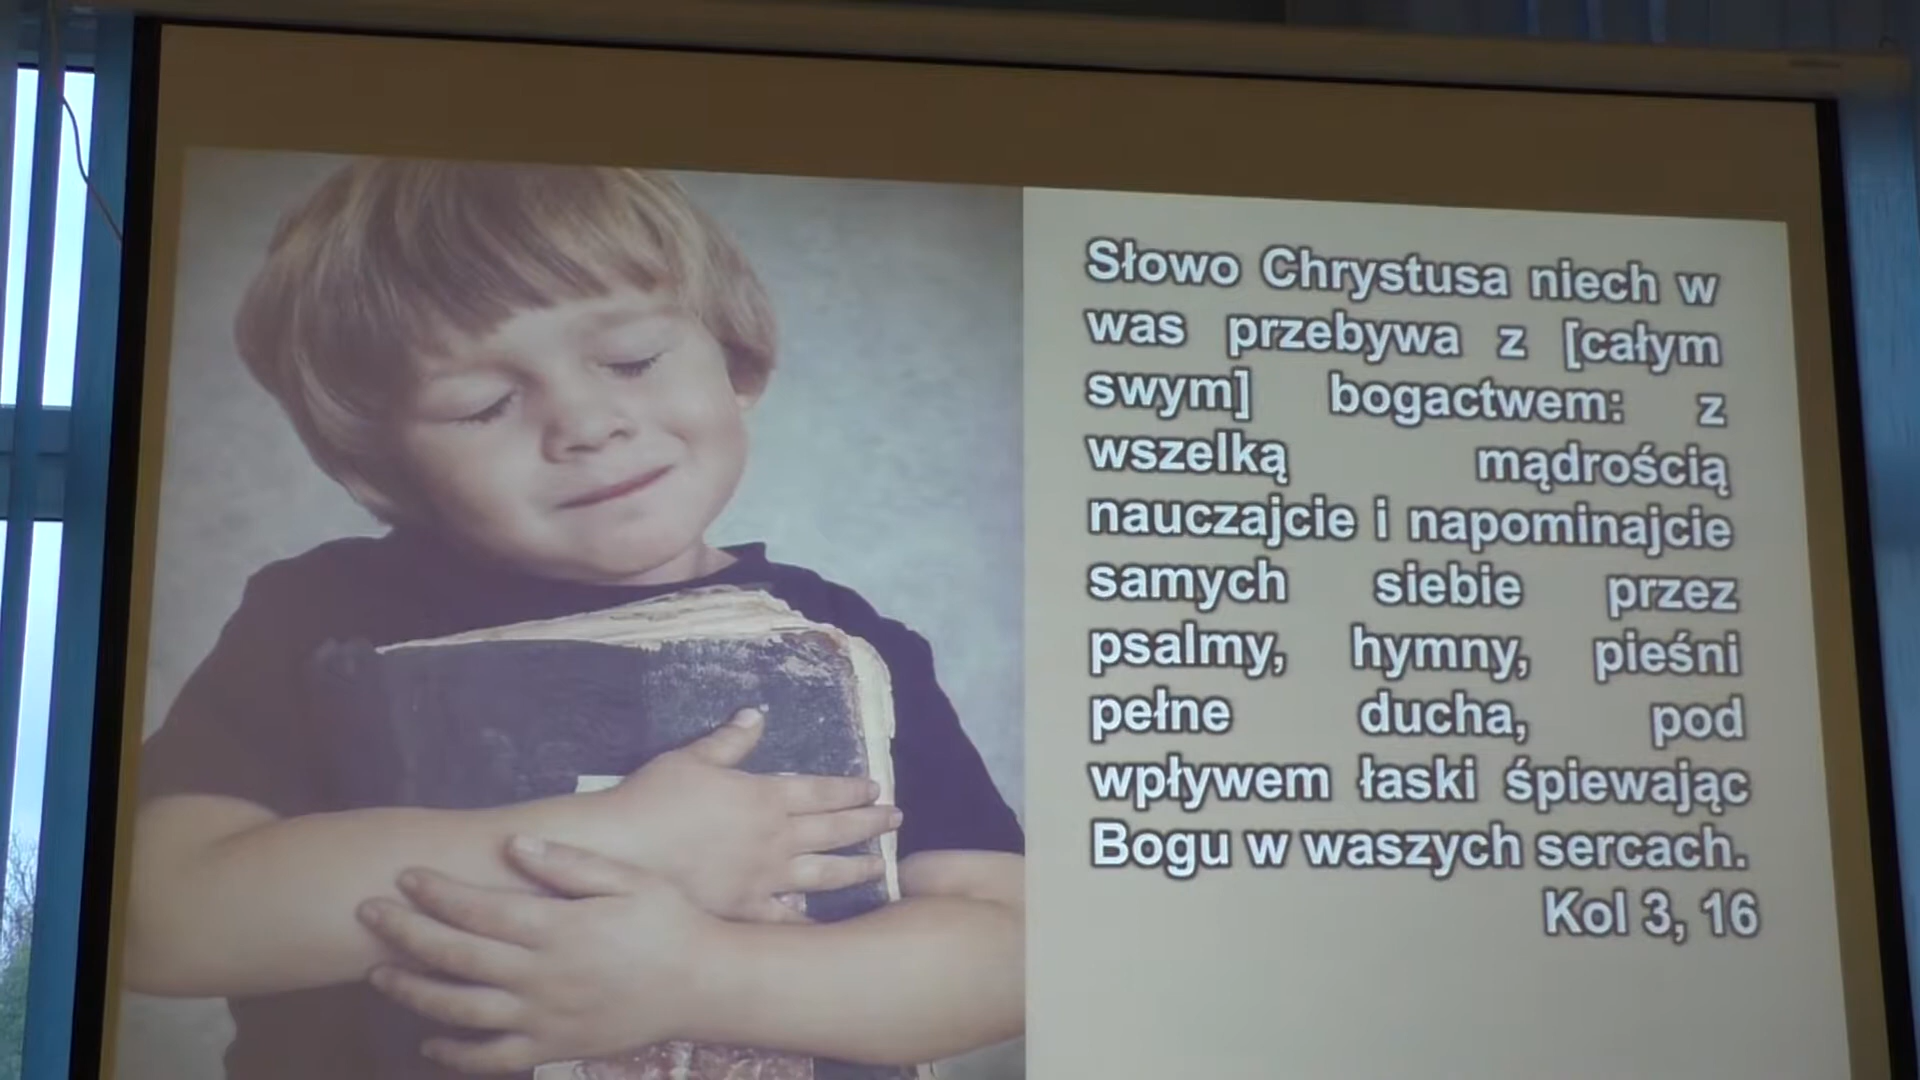 Słowo Chrystusa niech w
was przebywa z [całym
swym] bogactwem: z
wszelką mądrością
nauczajcie i napominajcie
samych siebie przez
psalmy, hymny, pieśni
pełne ducha, pod
wpływem łaski śpiewając
Bogu w waszych sercach.
Kol 3, 16